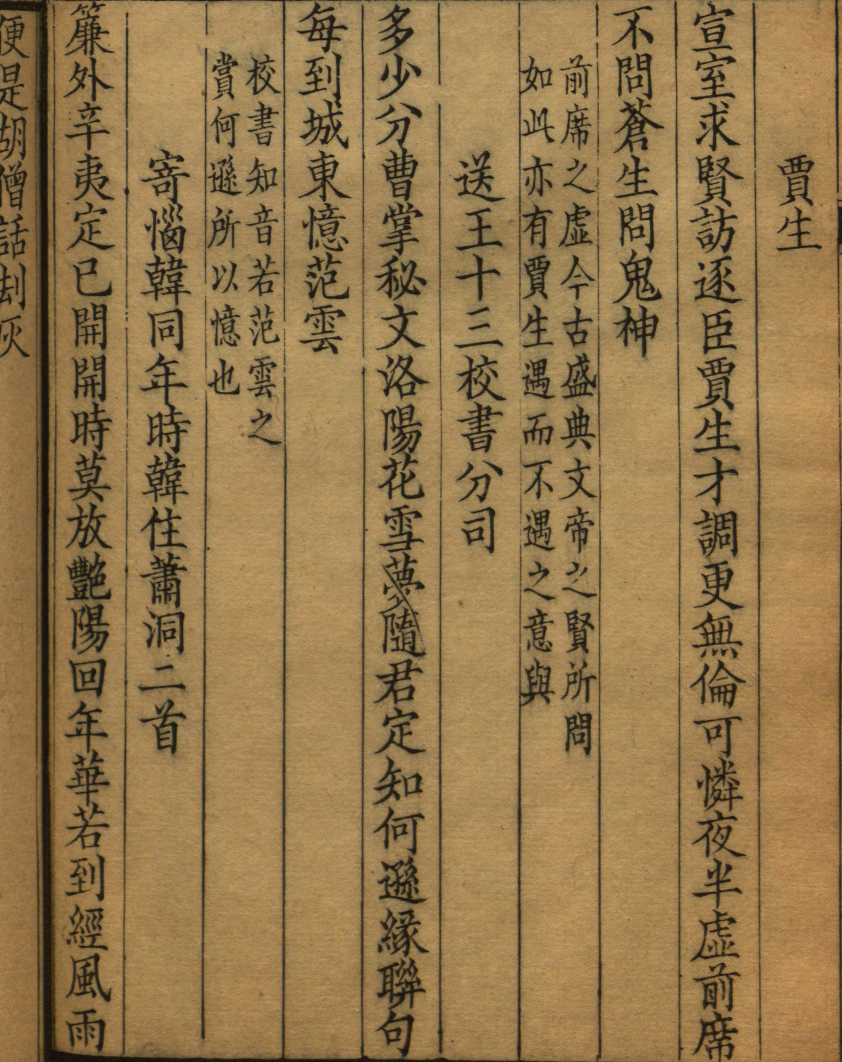 賈生
宣室求賢訪逐臣賈生才調更無倫可憐夜半虛前席
不問蒼生問鬼神
前席之虛今古盛典文帝之賢所問
如此亦有賈生遇而不遇之意與
送王十三校書分司
多少分曹掌秘文洛陽花雪夢隨君定知何遜緣聯句
每到城東憶范雲
校書知音若范雲之
賞何遜所以憶也
寄惱韓同年時韓住蕭洞二首
簾外辛夷定已開開時莫放艷陽回年華若到經風雨
便是胡僧話劫灰